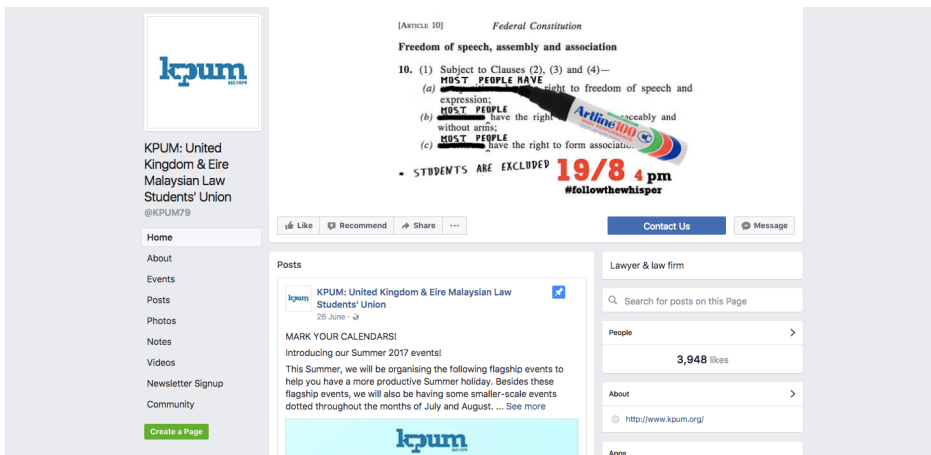 [ARTICLE 10] Federal Constitution
Freedom of speech, assembly and association
10. (1) Subject to Clauses (2), (3) and (4)—
MOST PEOPLE HAVE
(a) right to freedom of speech and
expression;
MOST PEOPLE
(b) have the right and
without arms;
MOST PEOPLE
(c) have the right to form
• STUDENTS ARE EXCLUDED
19/8 4 pm
#followthewhisper
Artline 100
HIGH PERFORMANCE
kpum
EST.1979
KPUM: United
Kingdom & Eire
Malaysian Law
Students' Union
@KPUM79
Home
About
Events
Posts
Photos
Notes
Videos
Newsletter Signup
Community
Create a Page
Like Recommend Share ...
Contact Us
Message
Posts
kpum
KPUM: United Kingdom & Eire Malaysian Law
Students' Union
26 June ·
MARK YOUR CALENDARS!
Introducing our Summer 2017 events!
This Summer, we will be organising the following flagship events to
help you have a more productive Summer holiday. Besides these
flagship events, we will also be having some smaller-scale events
dotted throughout the months of July and August. ... See more
kpum
EST.1979
Lawyer & law firm
Search for posts on this Page
People
3,948 likes
About
http://www.kpum.org/
Apps